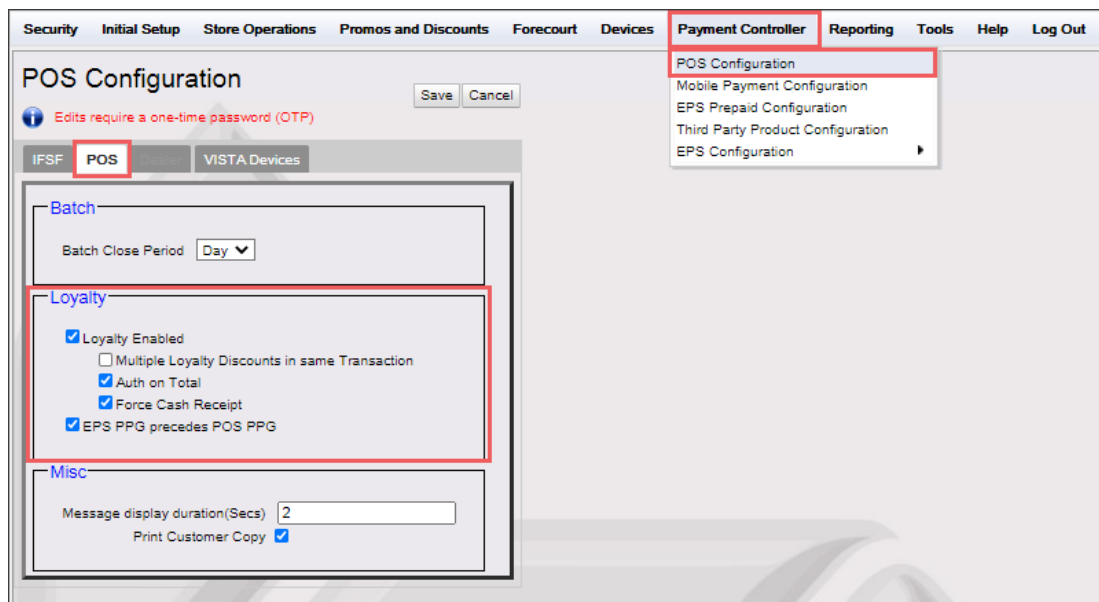 Security Initial Setup Store Operations Promos and Discounts Forecourt Devices Payment Controller Reporting Tools Help Log Out
POS Configuration
Mobile Payment Configuration
EPS Prepaid Configuration
Third Party Product Configuration
EPS Configuration
POS Configuration
Save Cancel
Edits require a one-time password (OTP)
IFSF POS Dealer VISTA Devices
Batch
Batch Close Period Day
Loyalty
Loyalty Enabled
Multiple Loyalty Discounts in same Transaction
Auth on Total
Force Cash Receipt
EPS PPG precedes POS PPG
Misc
Message display duration(Secs) 2
Print Customer Copy